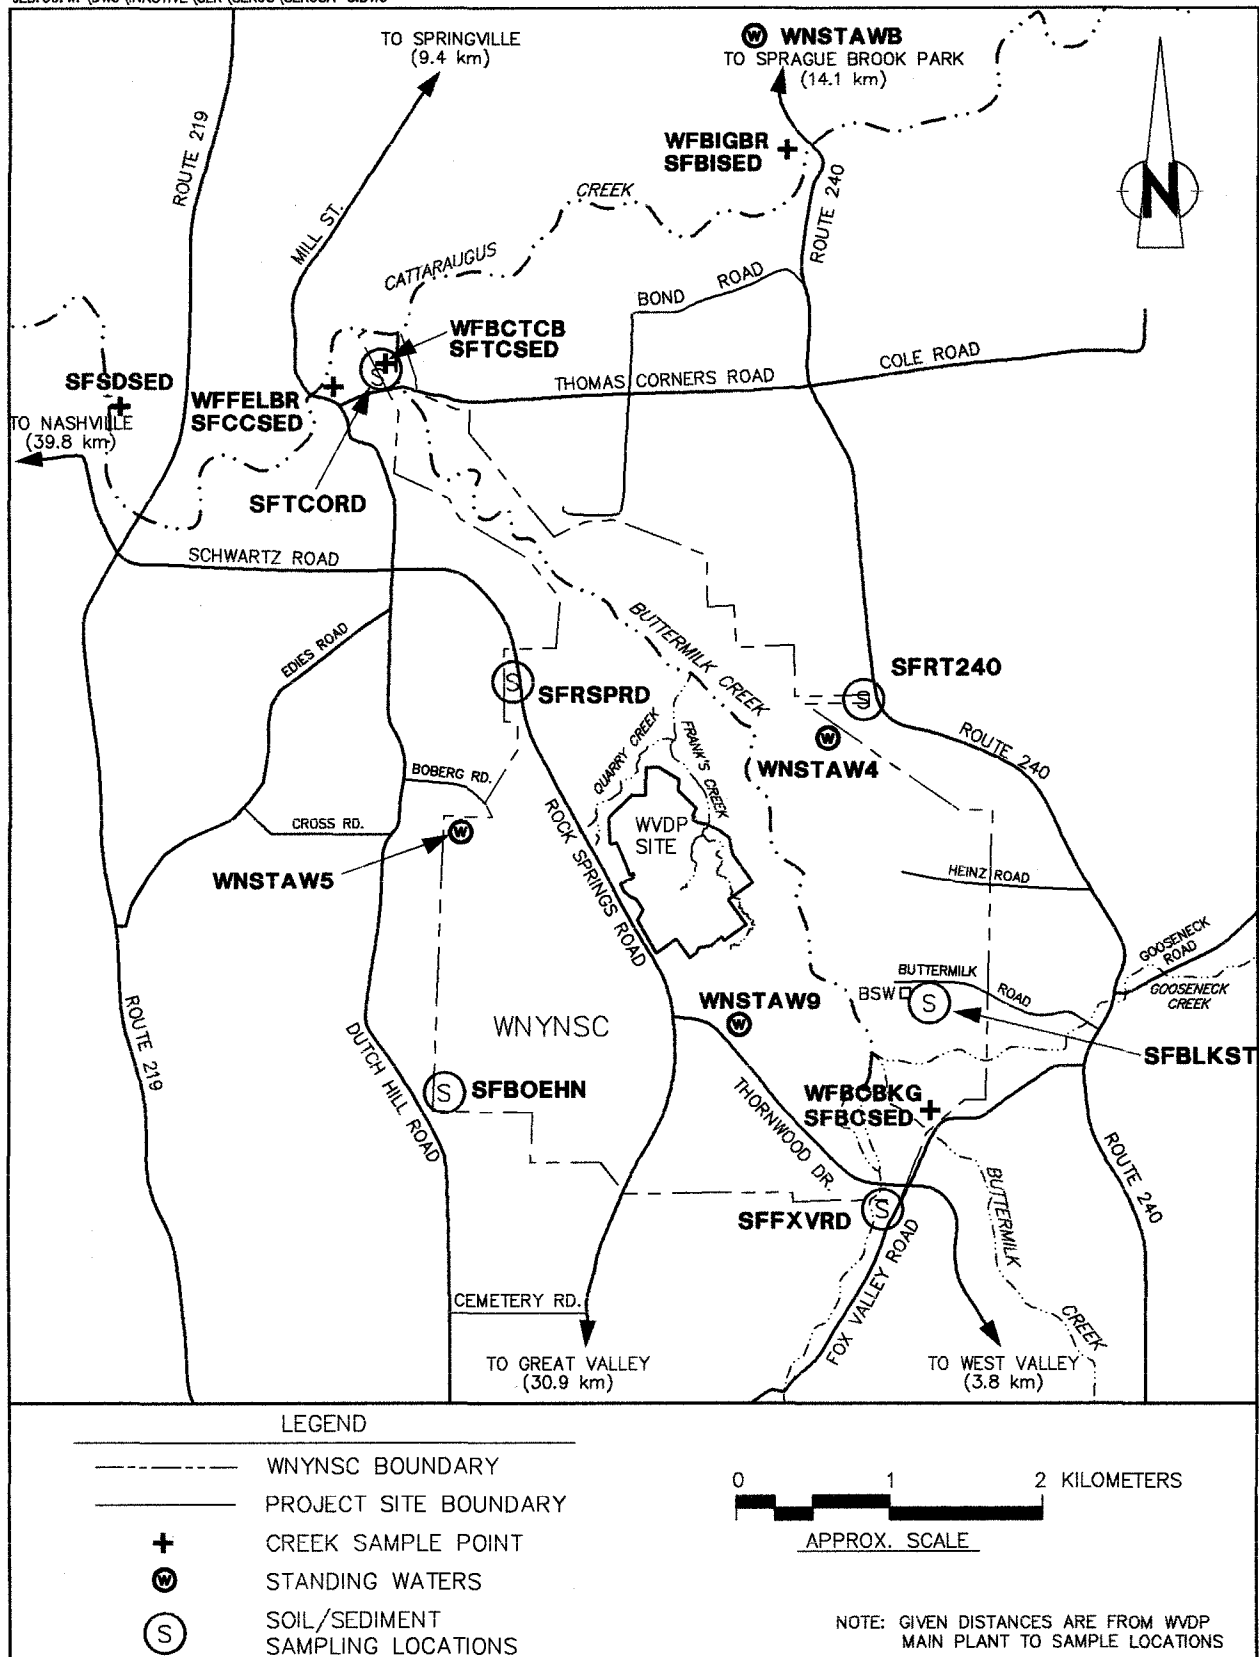 TO SPRINGVILLE
(9.4 km)
W WNSTAWB
TO SPRAGUE BROOK PARK
(14.1 km)
ROUTE 219
WFBIGBR
SFBISED
N
CREEK
ROUTE 240
MILL ST.
CATTARAUGUS
BOND ROAD
WFBCTCB
SFTCSED
S
COLE ROAD
THOMAS CORNERS ROAD
SFSDSED
WFFELBR
SFCCSED
TO NASHVILLE
(39.8 km)
SFTCORD
SCHWARTZ ROAD
BUTTERMILK CREEK
EDIES ROAD
S
SFRSPRD
SFRT240
S
QUARRY CREEK
FRANK'S CREEK
ROUTE 240
W
WNSTAW4
BOBERG RD.
ROCK SPRINGS ROAD
WVDP
SITE
CROSS RD.
W
WNSTAW5
HEINZ ROAD
GOOSENECK
ROAD
BUTTERMILK
ROAD
GOOSENECK
CREEK
BSW
S
ROUTE 219
WNSTAW9
W
WNYNSC
DUTCH HILL ROAD
SFBLKST
S
SFBOEHN
WFBCBKG
SFBCSED
THORNWOOD DR.
ROUTE 240
BUTTERMILK
CREEK
SFFXVRD
S
FOX VALLEY ROAD
CEMETERY RD.
TO GREAT VALLEY
(30.9 km)
TO WEST VALLEY
(3.8 km)
LEGEND
WNYNSC BOUNDARY
PROJECT SITE BOUNDARY
CREEK SAMPLE POINT
W STANDING WATERS
S SOIL/SEDIMENT
SAMPLING LOCATIONS
0 1 2 KILOMETERS
APPROX. SCALE
NOTE: GIVEN DISTANCES ARE FROM WVDP
MAIN PLANT TO SAMPLE LOCATIONS